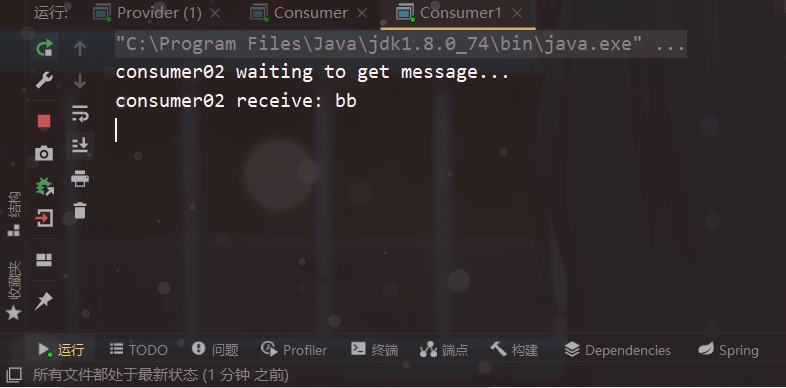 运行: Provider (1) × Consumer × Consumer1 ×
"C:\Program Files\Java\jdk1.8.0_74\bin\java.exe" ...
consumer02 waiting to get message...
consumer02 receive: bb
结构
收藏夹
运行 TODO 问题 Profiler 终端 端点 构建 Dependencies Spring
所有文件都处于最新状态 (1 分钟 之前)